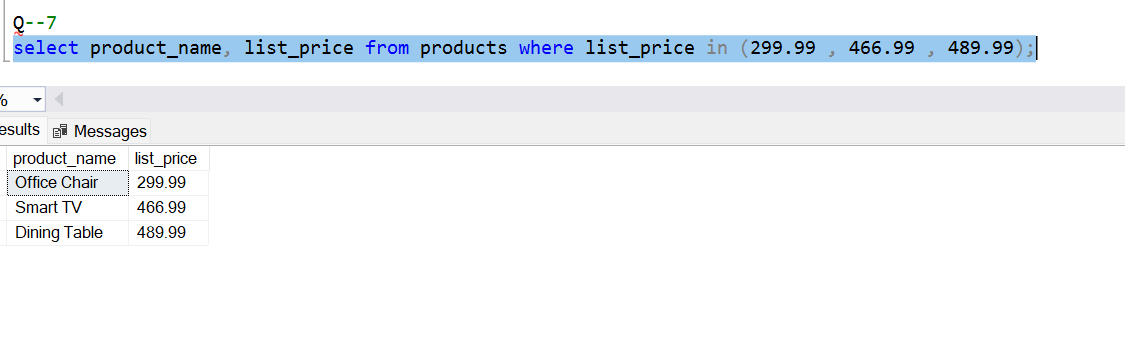 Q--7
select product_name, list_price from products where list_price in (299.99 , 466.99 , 489.99);
%
esults Messages
product_name list_price
Office Chair 299.99
Smart TV 466.99
Dining Table 489.99